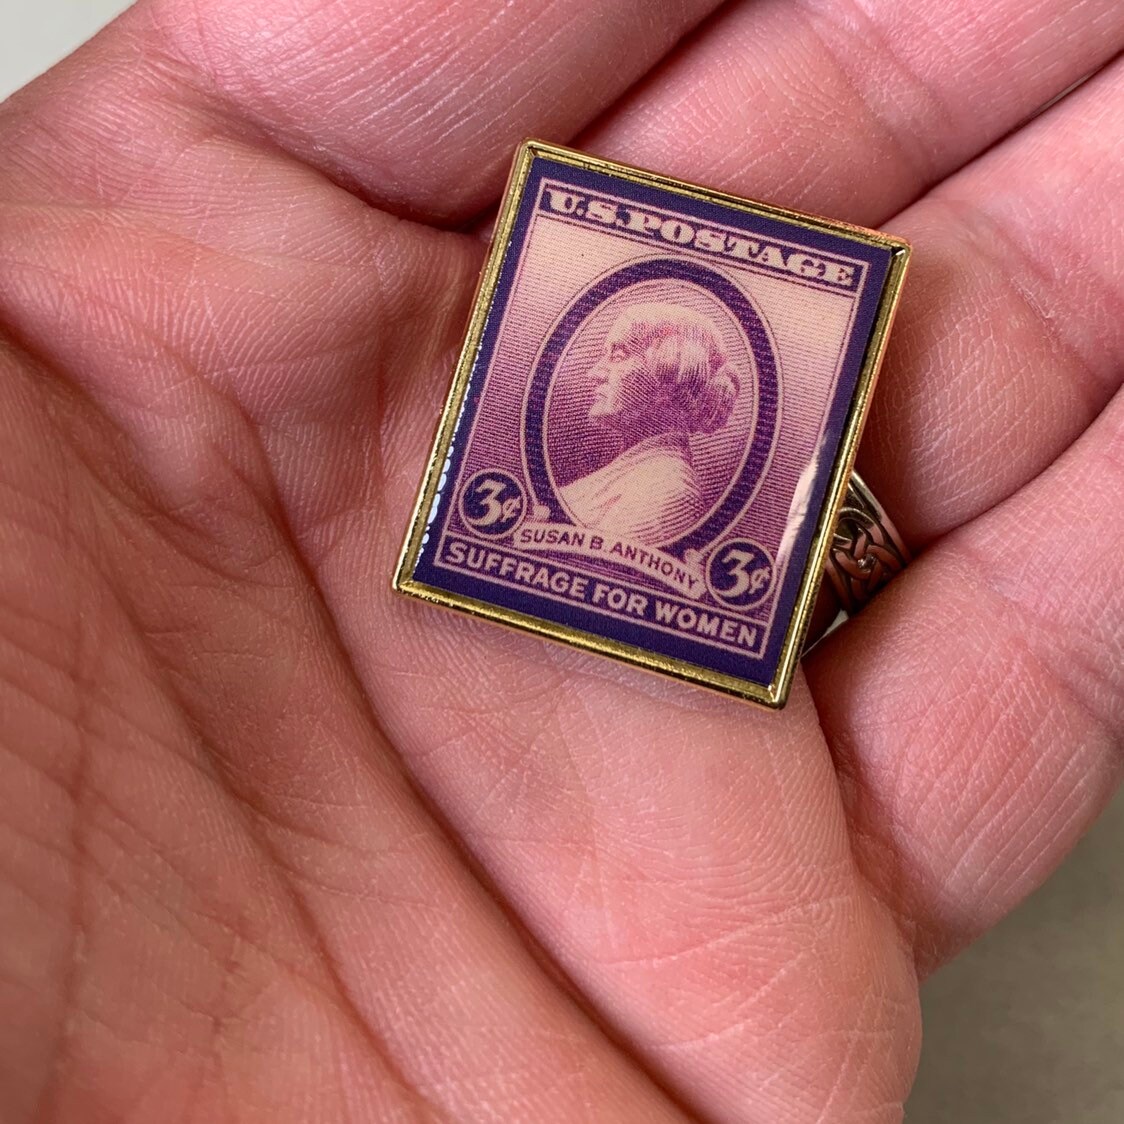 U.S. POSTAGE
3¢
SUSAN B. ANTHONY
3¢
SUFFRAGE FOR WOMEN